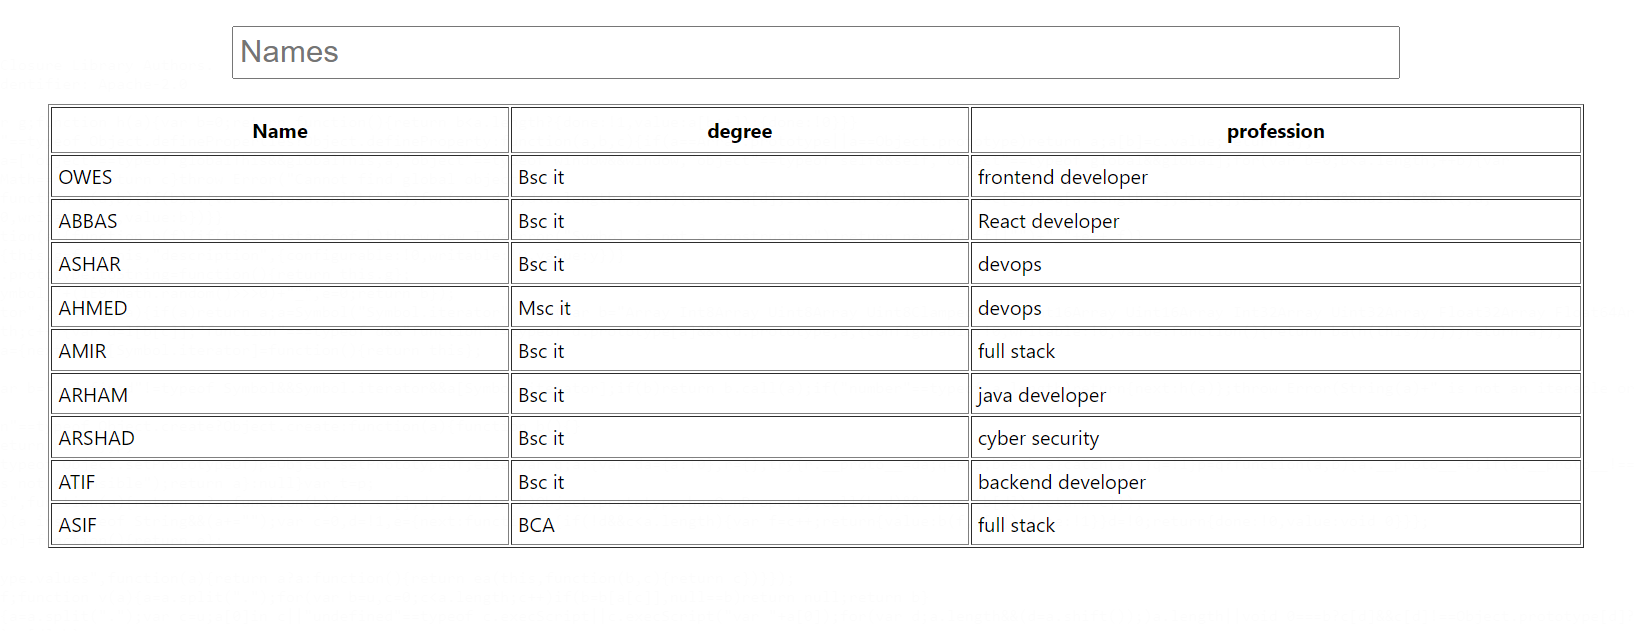 Names
Name degree profession
OWES Bsc it frontend developer
ABBAS Bsc it React developer
ASHAR Bsc it devops
AHMED Msc it devops
AMIR Bsc it full stack
ARHAM Bsc it java developer
ARSHAD Bsc it cyber security
ATIF Bsc it backend developer
ASIF BCA full stack